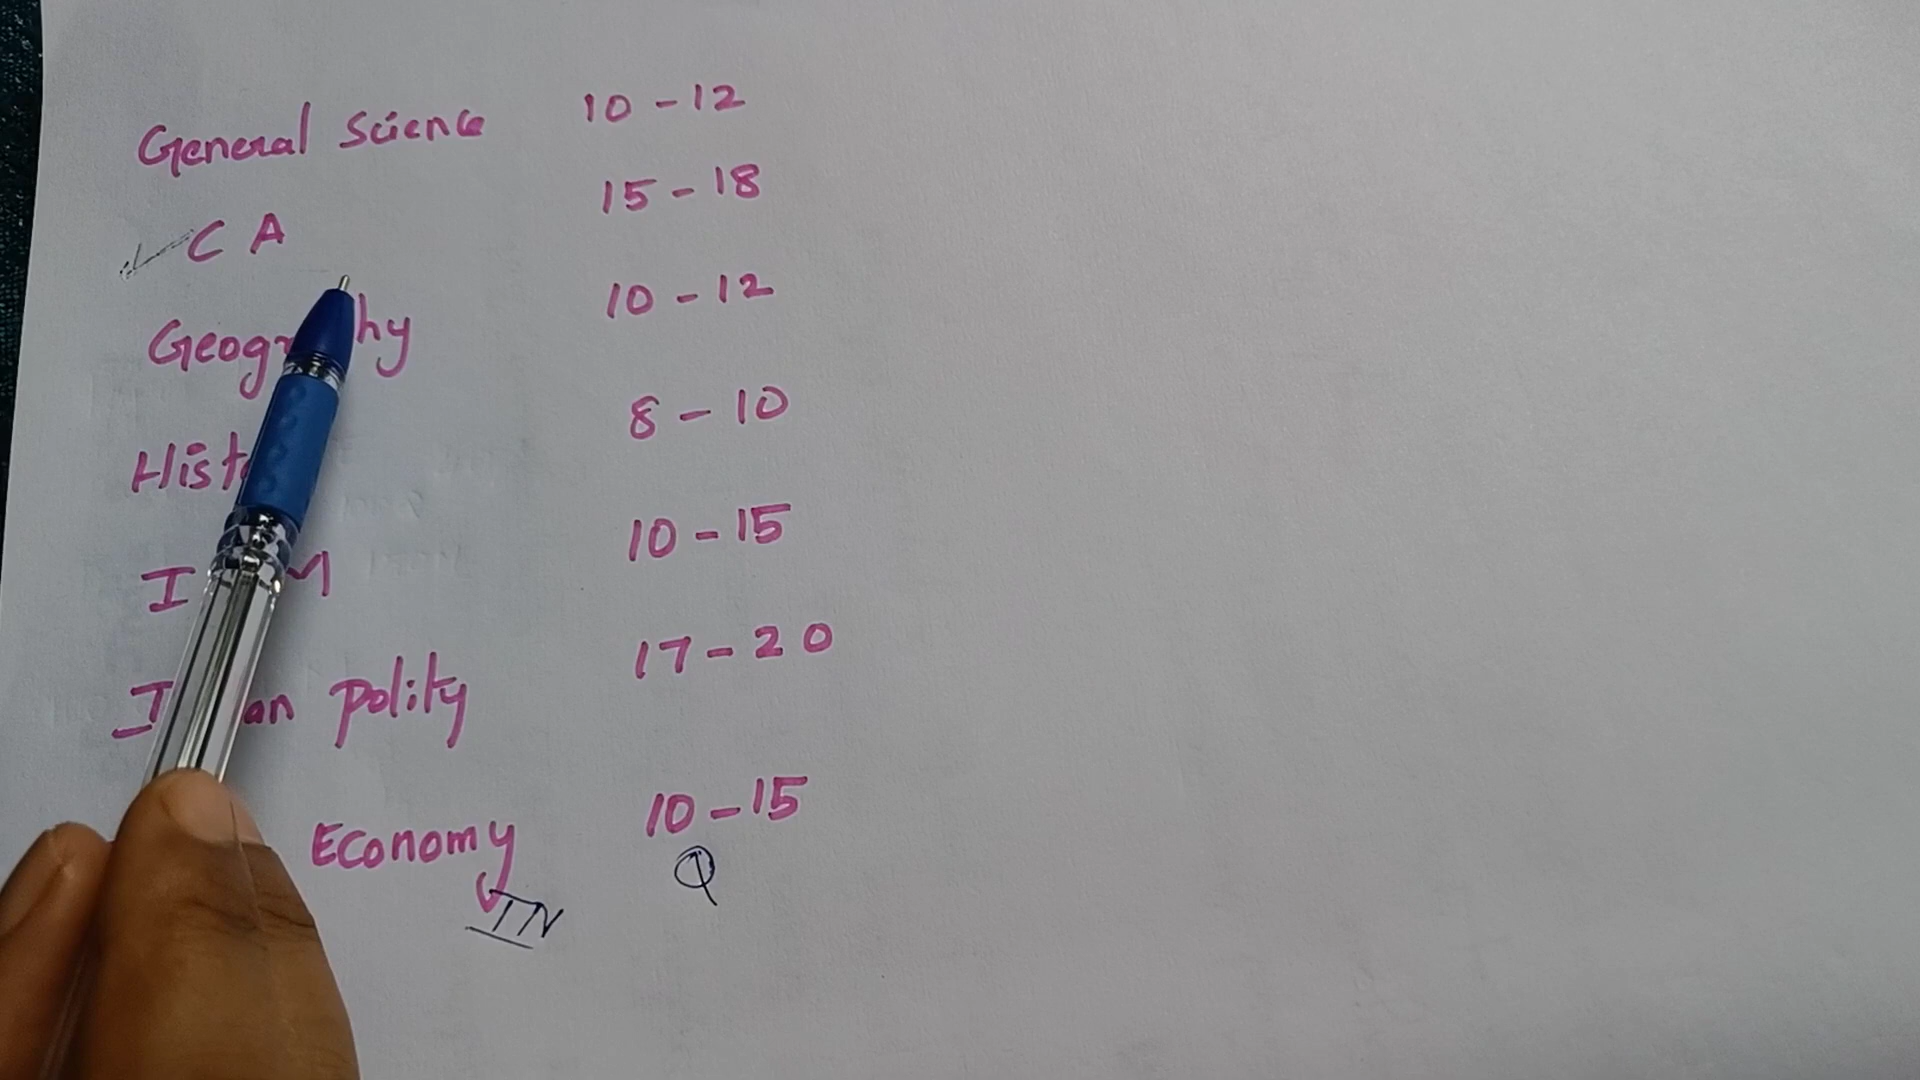 General Science 10 - 12
CA 15 - 18
10 - 12
8 - 10
10 - 15
Polity 17 - 20
Economy 10 - 15
TN